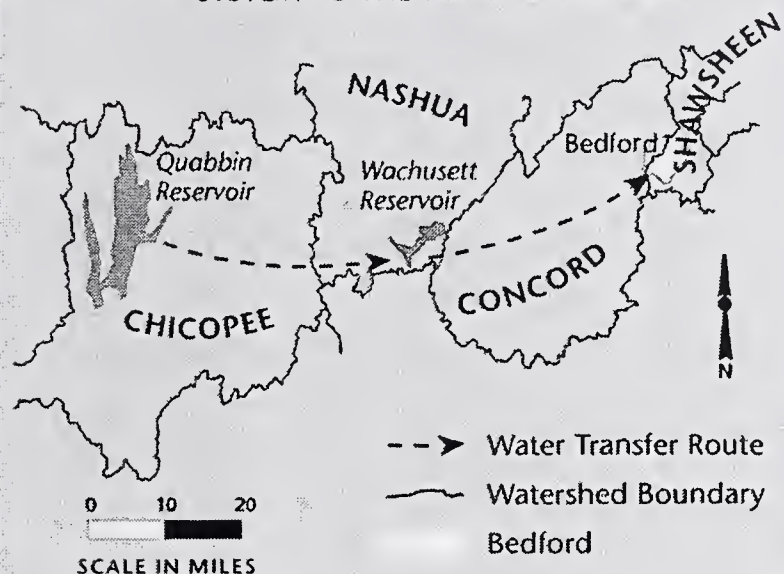 NASHUA
SHAWSHEEN
Bedford
Quabbin
Reservoir
Wachusett
Reservoir
CHICOPEE
CONCORD
N
Water Transfer Route
Watershed Boundary
Bedford
0 10 20
SCALE IN MILES